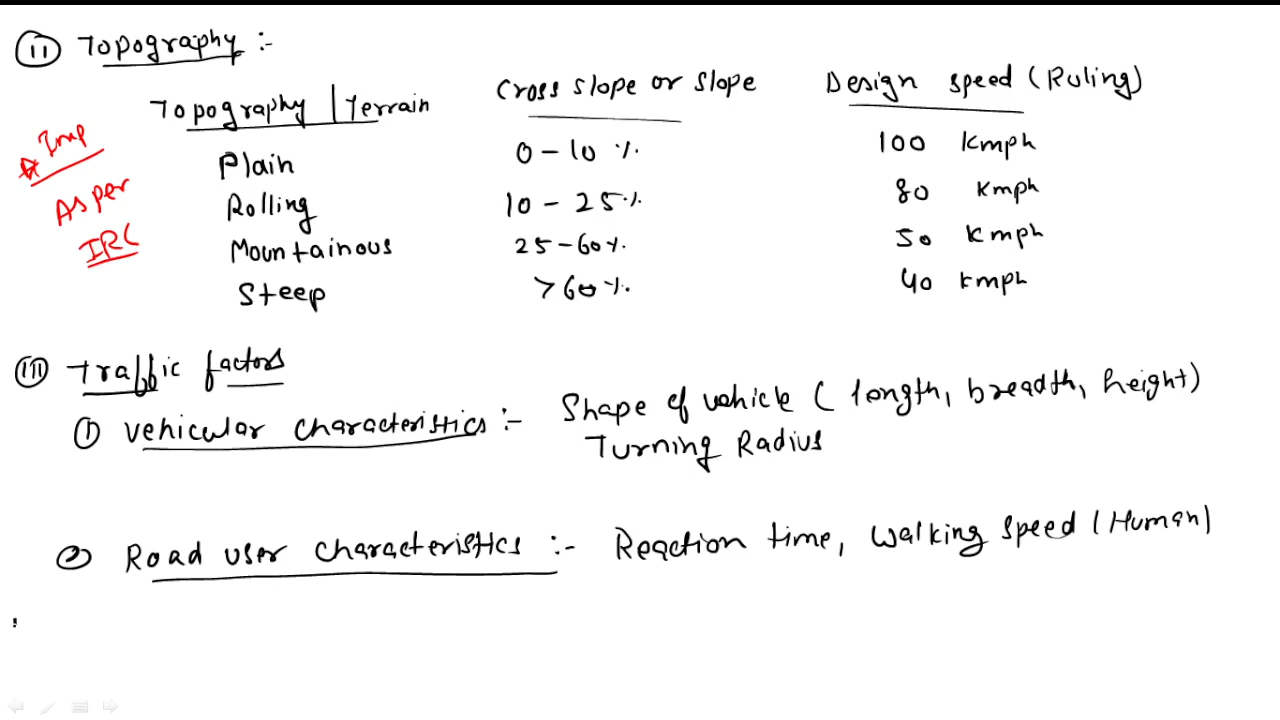 (ii) Topography :-
Topography | Terrain Cross slope or slope Design speed (Ruling)
☆ Imp
As per
IRC
Plain 0 - 10 % 100 Kmph
Rolling 10 - 25 % 80 Kmph
Mountainous 25 - 60 % 50 Kmph
Steep > 60 % 40 kmph
(iii) Traffic factors
① Vehicular characteristics :- Shape of vehicle ( length, breadth, height)
Turning Radius
② Road user characteristics :- Reaction time, Walking speed (Human)